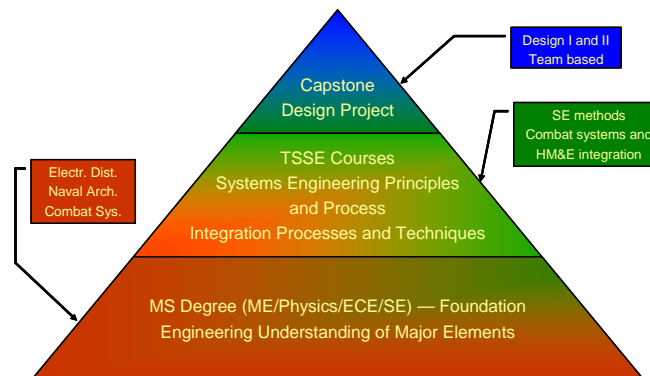 Design I and II
Team based
Capstone
Design Project
SE methods
Combat systems and
HM&E integration
TSSE Courses
Systems Engineering Principles
and Process
Integration Processes and Techniques
Electr. Dist.
Naval Arch.
Combat Sys.
MS Degree (ME/Physics/ECE/SE) — Foundation
Engineering Understanding of Major Elements